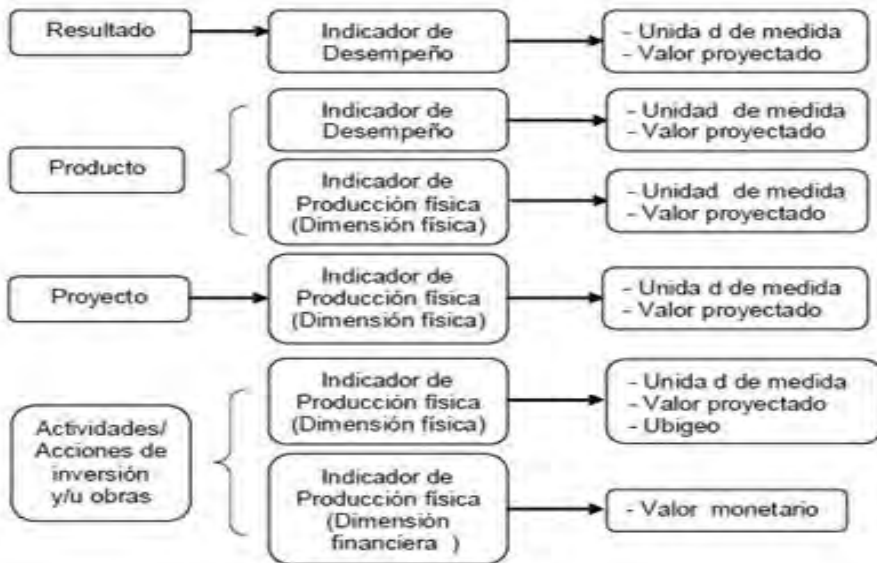 Resultado
Indicador de
Desempeño
- Unida d de medida
- Valor proyectado
Producto
Indicador de
Desempeño
- Unidad de medida
- Valor proyectado
Indicador de
Producción física
(Dimensión física)
- Unidad de medida
- Valor proyectado
Proyecto
Indicador de
Producción física
(Dimensión física)
- Unida d de medida
- Valor proyectado
Actividades/
Acciones de
inversión
y/u obras
Indicador de
Producción física
(Dimensión física)
- Unida d de medida
- Valor proyectado
- Ubigeo
Indicador de
Producción física
(Dimensión
financiera )
- Valor monetario